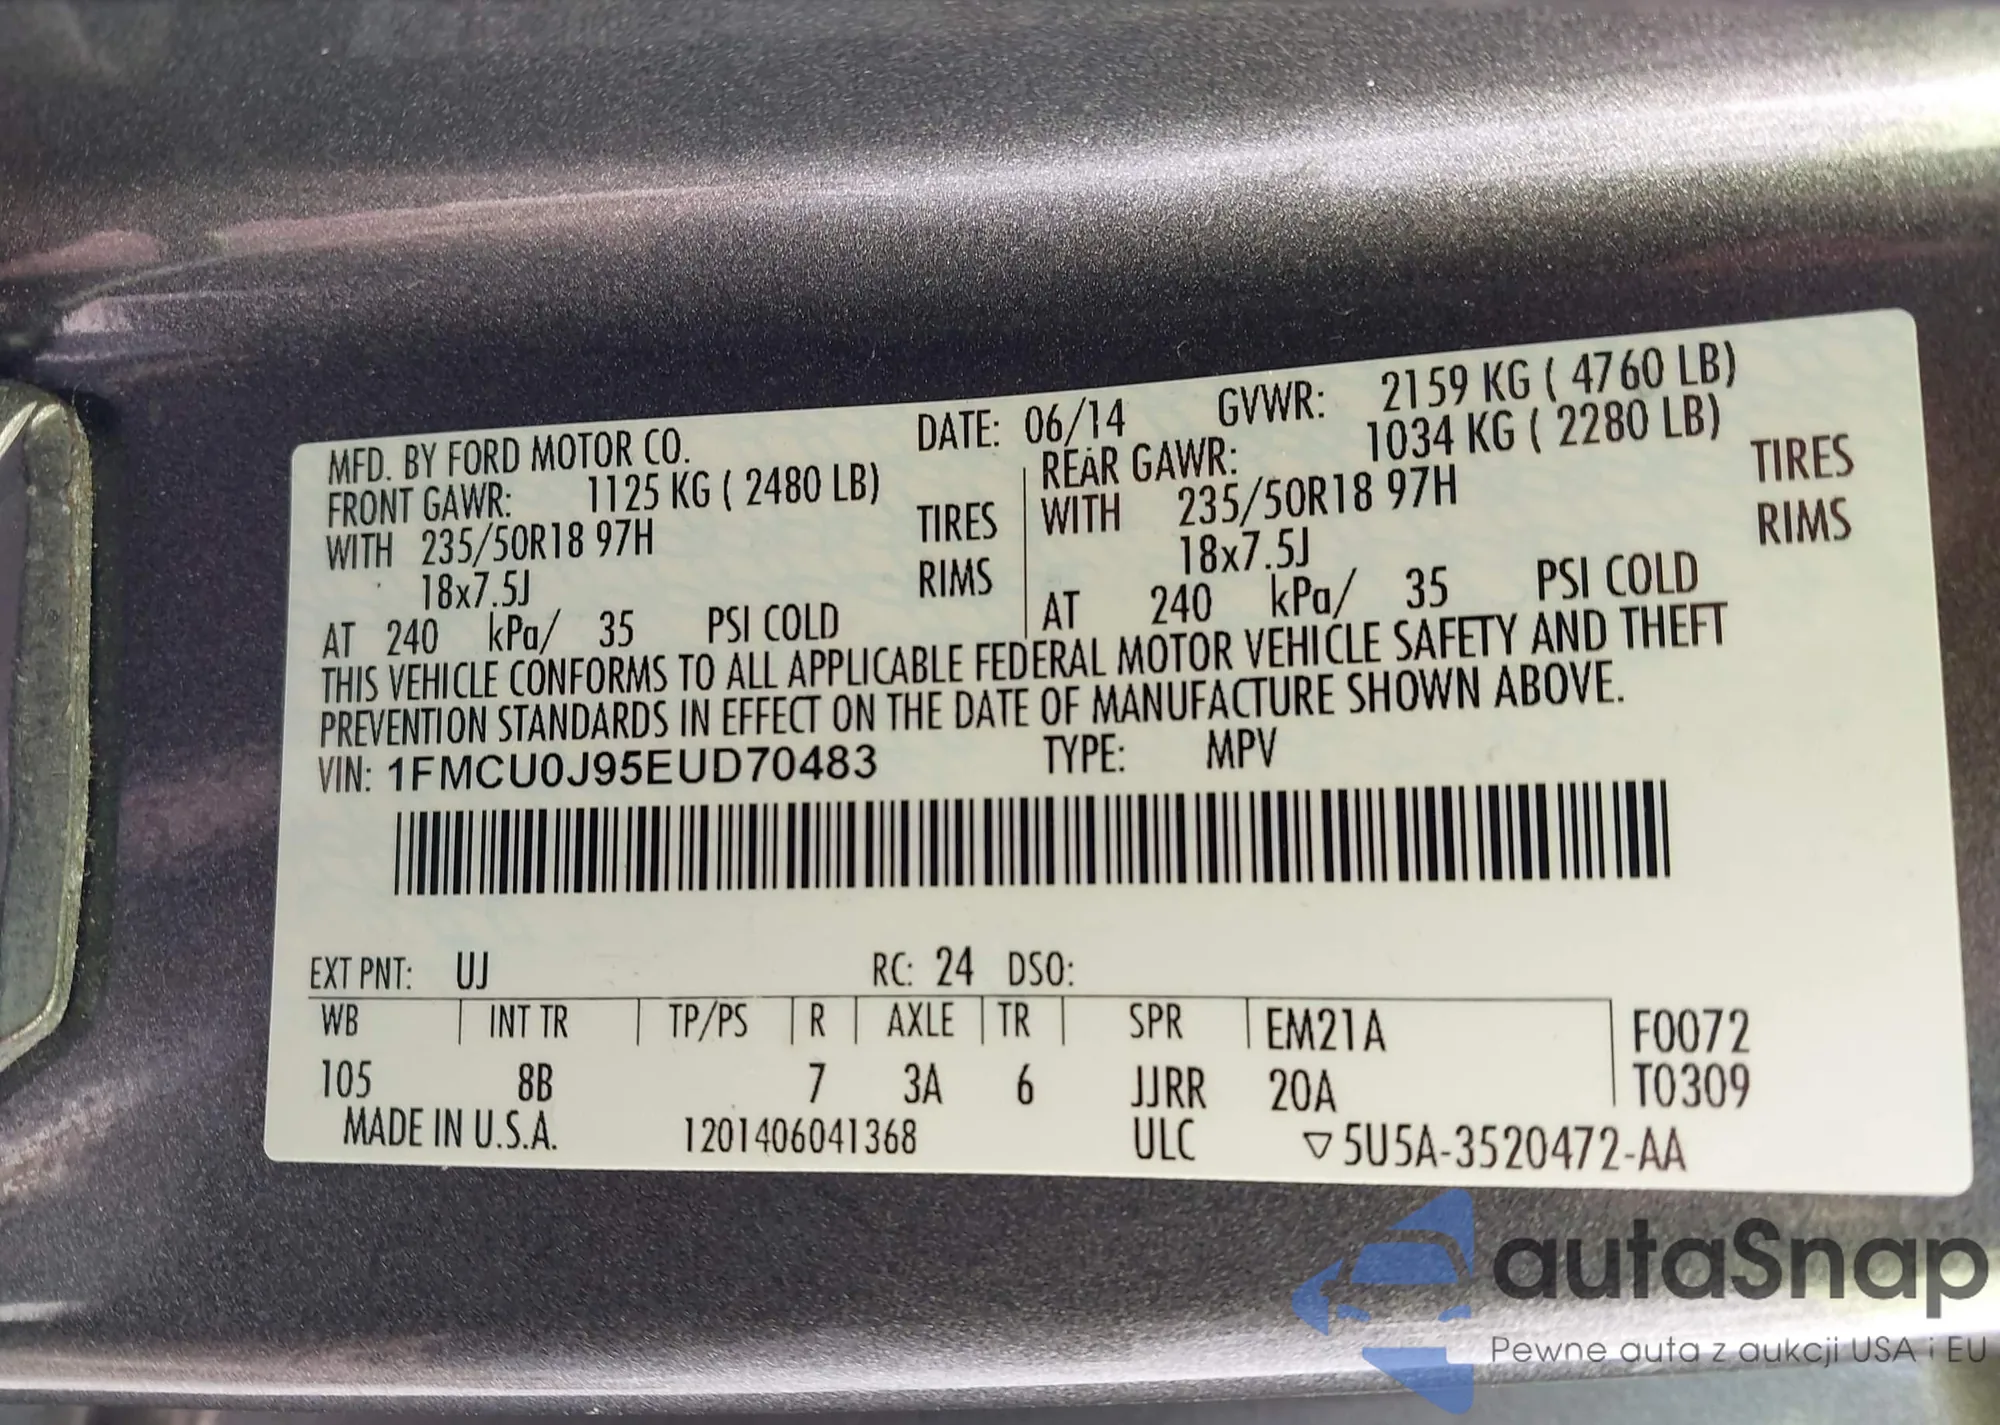 MFD. BY FORD MOTOR CO. DATE: 06/14 GVWR: 2159 KG ( 4760 LB)
FRONT GAWR: 1125 KG ( 2480 LB) REAR GAWR: 1034 KG ( 2280 LB)
WITH 235/50R18 97H TIRES WITH 235/50R18 97H TIRES
18x7.5J RIMS 18x7.5J RIMS
AT 240 kPa/ 35 PSI COLD AT 240 kPa/ 35 PSI COLD
THIS VEHICLE CONFORMS TO ALL APPLICABLE FEDERAL MOTOR VEHICLE SAFETY AND THEFT
PREVENTION STANDARDS IN EFFECT ON THE DATE OF MANUFACTURE SHOWN ABOVE.
VIN: 1FMCU0J95EUD70483 TYPE: MPV
EXT PNT: UJ RC: 24 DSO:
WB INT TR TP/PS R AXLE TR SPR EM21A F0072
105 8B 7 3A 6 JJRR 20A T0309
MADE IN U.S.A. 1201406041368 ULC ▽5U5A-3520472-AA
autaSnap
Pewne auta z aukcji USA i EU